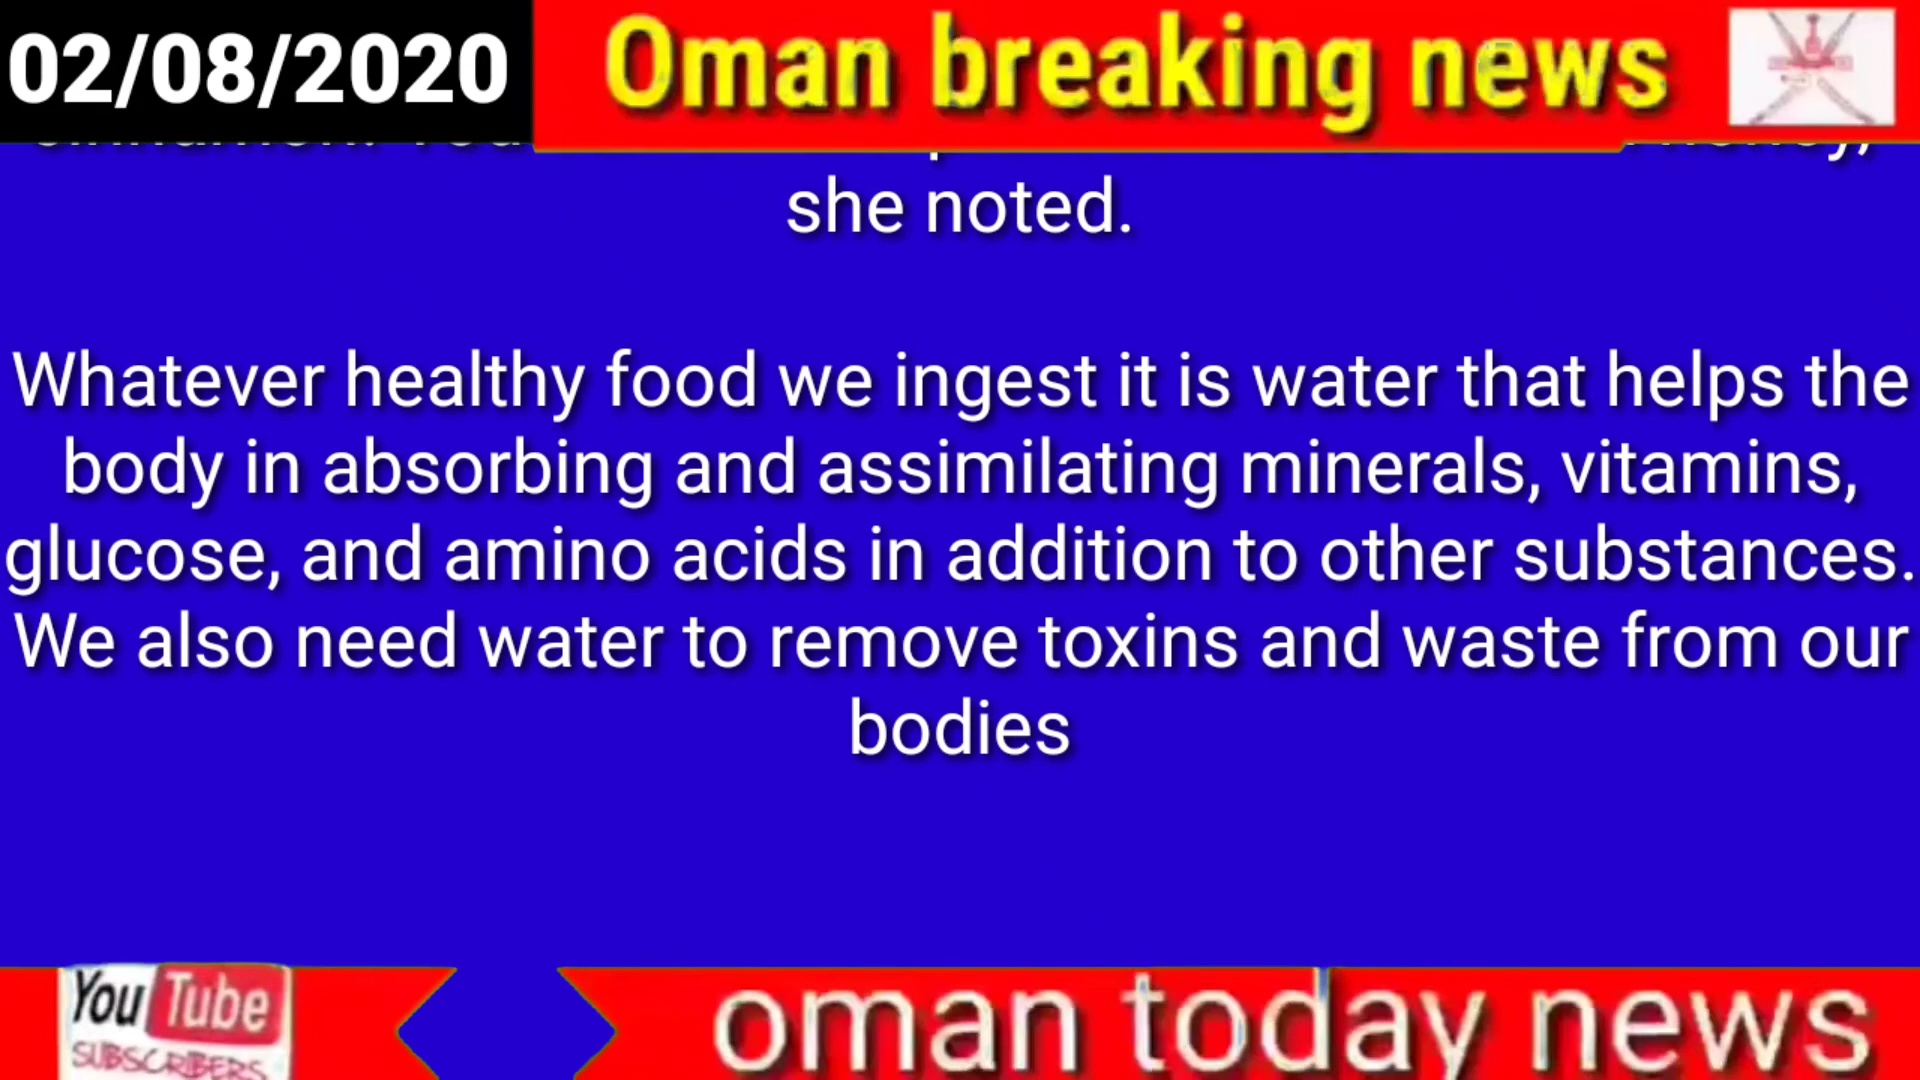 02/08/2020
Oman breaking news
she noted.
Whatever healthy food we ingest it is water that helps the
body in absorbing and assimilating minerals, vitamins,
glucose, and amino acids in addition to other substances.
We also need water to remove toxins and waste from our
bodies
You Tube
SUBSCRIBERS
oman today news